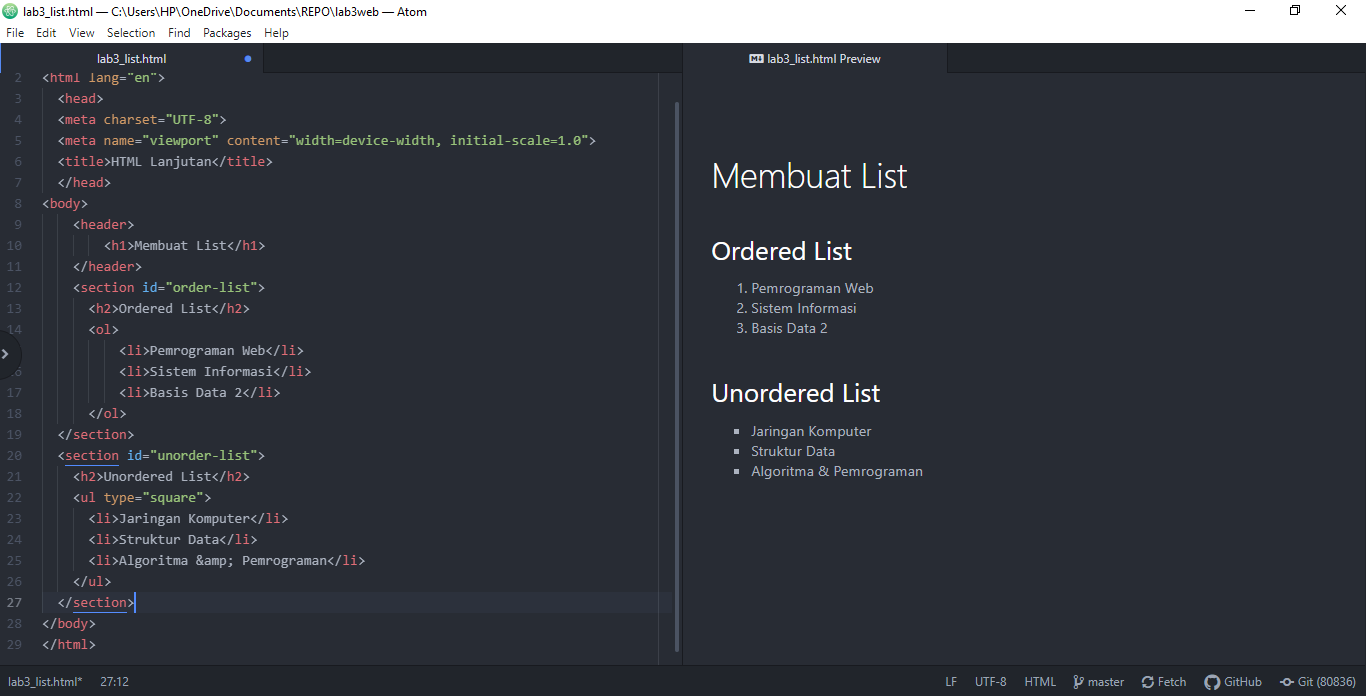 lab3_list.html — C:\Users\HP\OneDrive\Documents\REPO\lab3web — Atom
File Edit View Selection Find Packages Help
lab3_list.html
2 <html lang="en">
3 <head>
4 <meta charset="UTF-8">
5 <meta name="viewport" content="width=device-width, initial-scale=1.0">
6 <title>HTML Lanjutan</title>
7 </head>
8 <body>
9 <header>
10 <h1>Membuat List</h1>
11 </header>
12 <section id="order-list">
13 <h2>Ordered List</h2>
14 <ol>
<li>Pemrograman Web</li>
<li>Sistem Informasi</li>
17 <li>Basis Data 2</li>
18 </ol>
19 </section>
20 <section id="unorder-list">
21 <h2>Unordered List</h2>
22 <ul type="square">
23 <li>Jaringan Komputer</li>
24 <li>Struktur Data</li>
25 <li>Algoritma &amp; Pemrograman</li>
26 </ul>
27 </section>
28 </body>
29 </html>
lab3_list.html Preview
Membuat List
Ordered List
1. Pemrograman Web
2. Sistem Informasi
3. Basis Data 2
Unordered List
▪ Jaringan Komputer
▪ Struktur Data
▪ Algoritma & Pemrograman
lab3_list.html* 27:12 LF UTF-8 HTML master Fetch GitHub Git (80836)